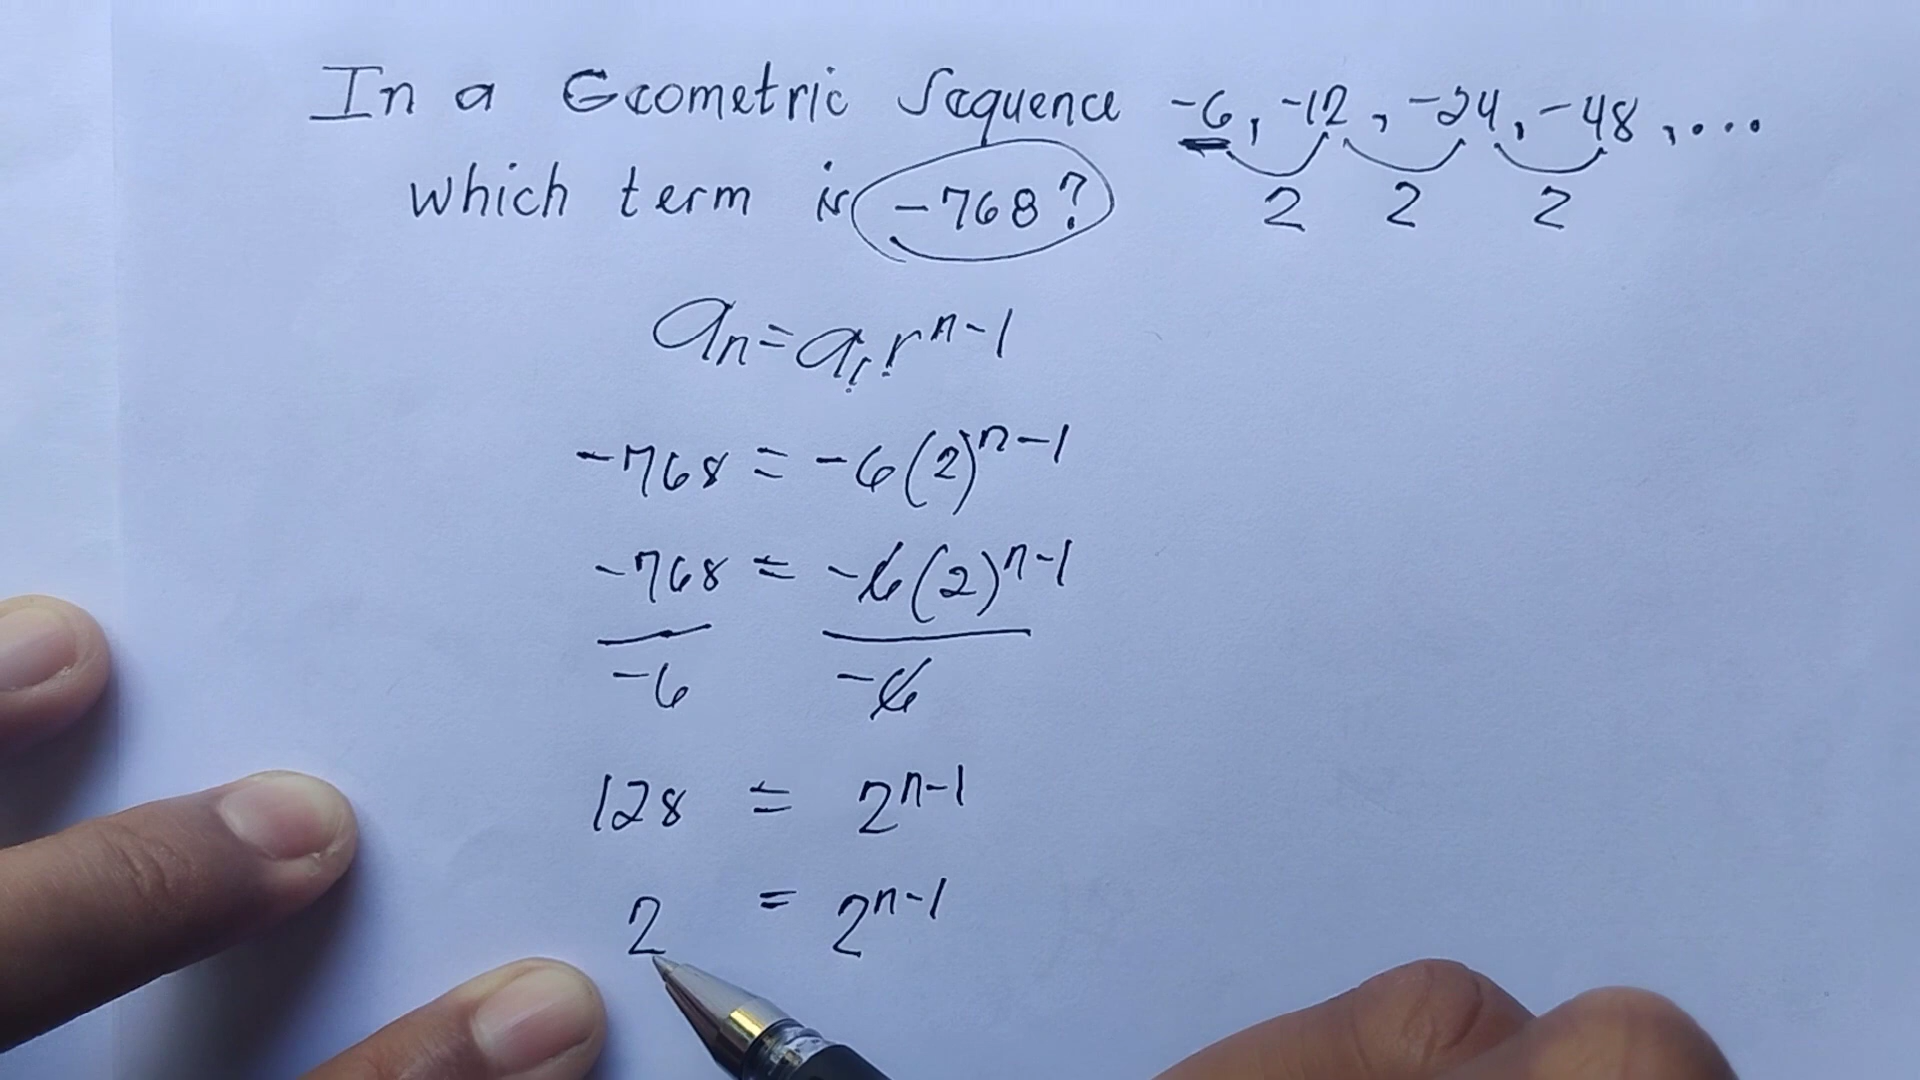 In a Geometric Sequence -6, -12, -24, -48, ...
2 2 2
which term is -768?
aₙ = a₁rⁿ⁻¹
-768 = -6(2)ⁿ⁻¹
-768 = -6(2)ⁿ⁻¹
-6 -6
128 = 2ⁿ⁻¹
2 = 2ⁿ⁻¹